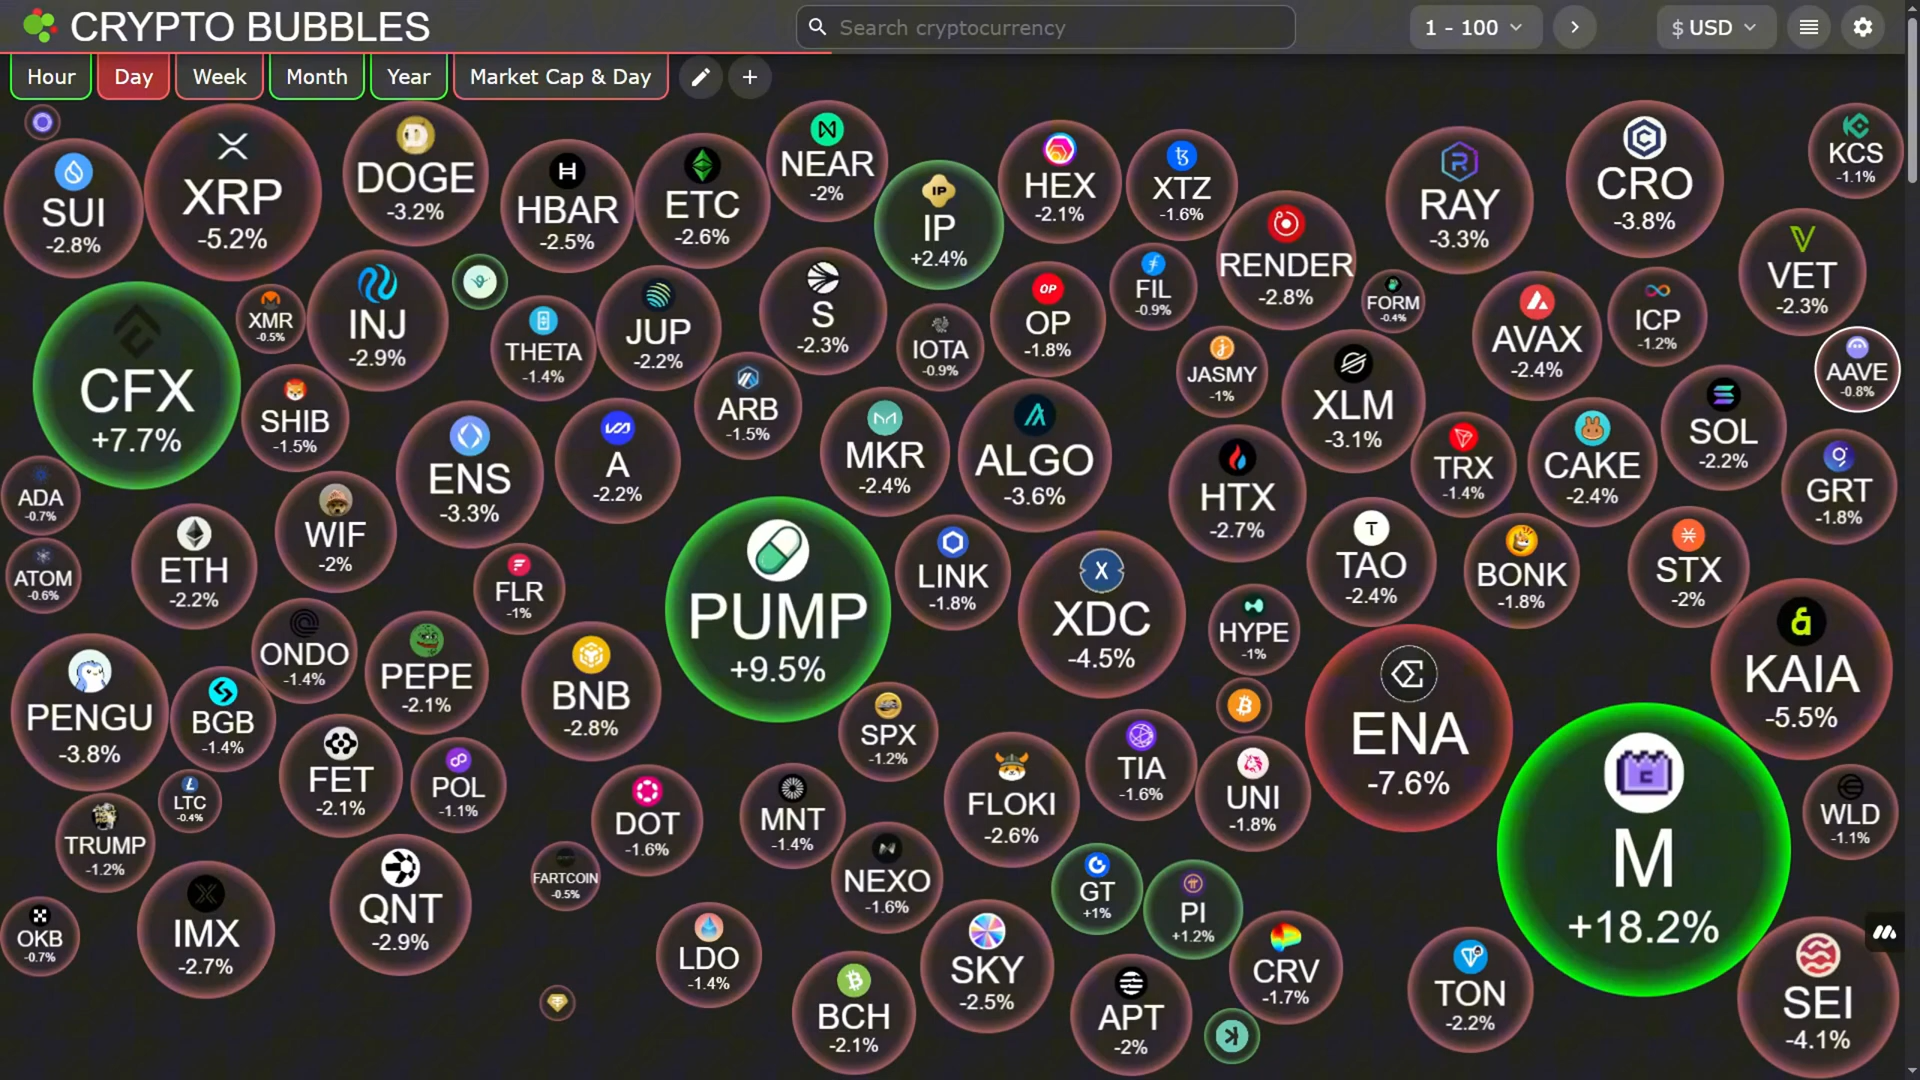 CRYPTO BUBBLES
Search cryptocurrency
1 - 100
$ USD
Hour
Day
Week
Month
Year
Market Cap & Day
SUI
-2.8%
XRP
-5.2%
DOGE
-3.2%
HBAR
-2.5%
ETC
-2.6%
NEAR
-2%
IP
IP
+2.4%
HEX
-2.1%
XTZ
-1.6%
RENDER
-2.8%
RAY
-3.3%
CRO
-3.8%
KCS
-1.1%
VET
-2.3%
CFX
+7.7%
XMR
-0.5%
INJ
-2.9%
THETA
-1.4%
JUP
-2.2%
S
-2.3%
IOTA
-0.9%
OP
OP
-1.8%
FIL
-0.9%
FORM
-0.4%
AVAX
-2.4%
ICP
-1.2%
AAVE
-0.8%
SHIB
-1.5%
ARB
-1.5%
JASMY
-1%
XLM
-3.1%
SOL
-2.2%
ADA
-0.7%
ENS
-3.3%
A
-2.2%
MKR
-2.4%
ALGO
-3.6%
HTX
-2.7%
TRX
-1.4%
CAKE
-2.4%
GRT
-1.8%
ATOM
-0.6%
ETH
-2.2%
WIF
-2%
FLR
-1%
PUMP
+9.5%
LINK
-1.8%
XDC
-4.5%
TAO
-2.4%
BONK
-1.8%
STX
-2%
HYPE
-1%
KAIA
-5.5%
PENGU
-3.8%
BGB
-1.4%
ONDO
-1.4%
PEPE
-2.1%
BNB
-2.8%
SPX
-1.2%
ENA
-7.6%
FET
-2.1%
POL
-1.1%
LTC
-0.4%
TRUMP
-1.2%
DOT
-1.6%
MNT
-1.4%
FLOKI
-2.6%
TIA
-1.6%
UNI
-1.8%
M
+18.2%
WLD
-1.1%
OKB
-0.7%
IMX
-2.7%
QNT
-2.9%
FARTCOIN
-0.5%
NEXO
-1.6%
GT
+1%
PI
+1.2%
LDO
-1.4%
SKY
-2.5%
CRV
-1.7%
BCH
-2.1%
APT
-2%
TON
-2.2%
SEI
-4.1%